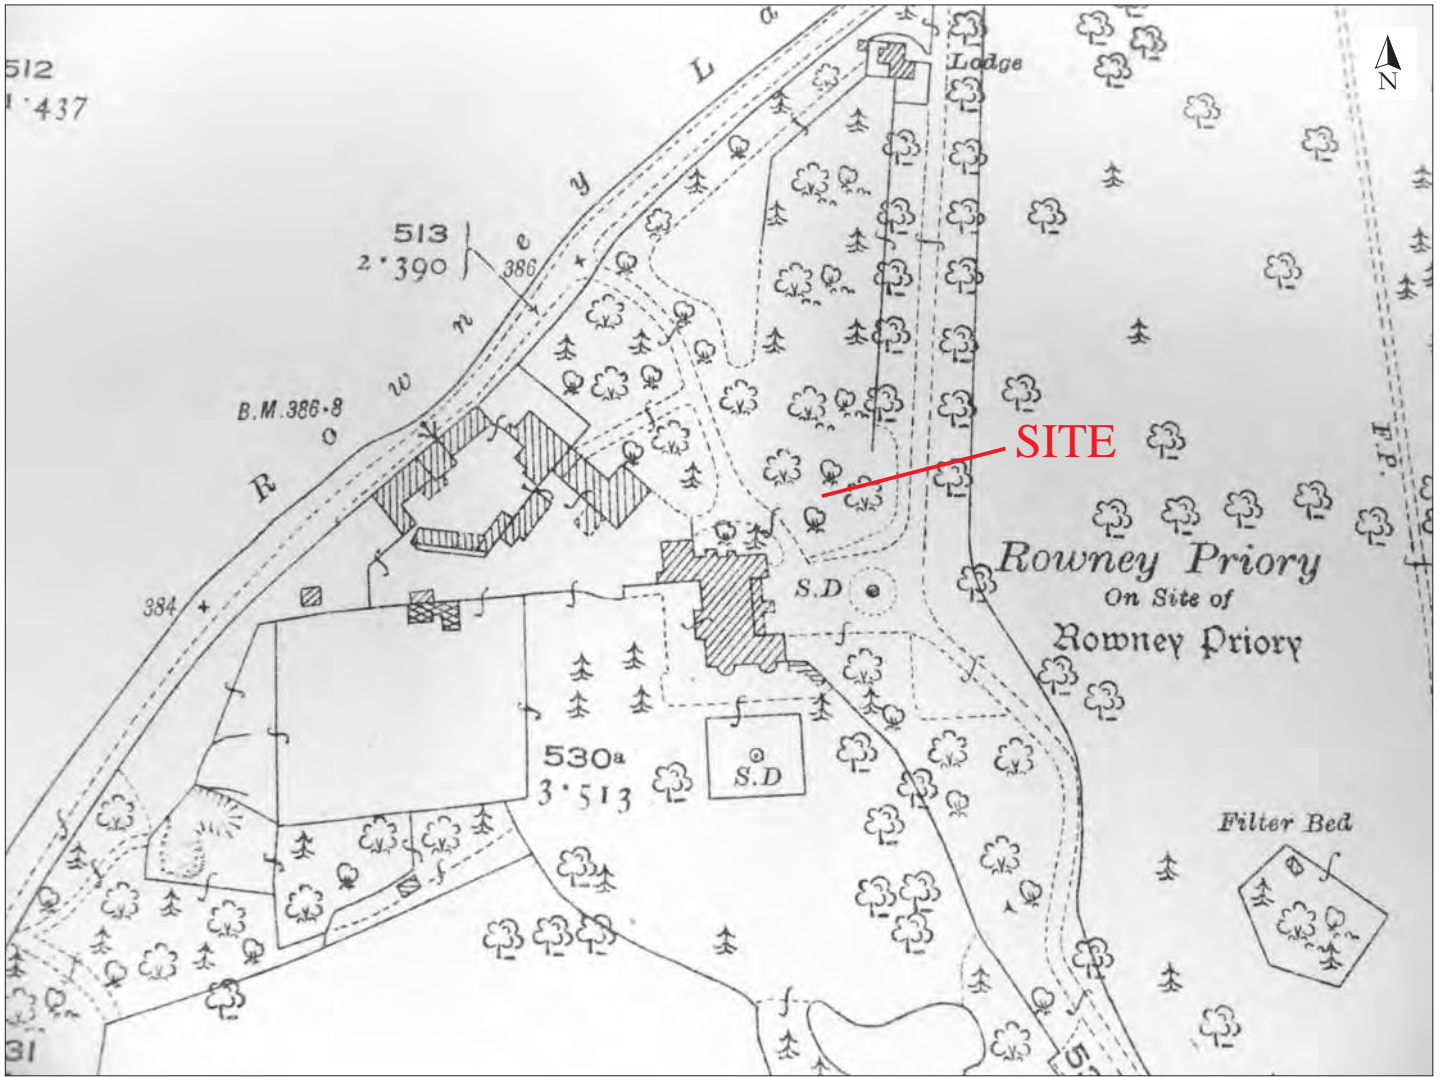 512
1·437
Rowney La
Lodge
N
513
2·390
386
B.M.386·8
F.P.
SITE
384
S.D
Rowney Priory
On Site of
Rowney Priory
530a
3·513
S.D
Filter Bed
31